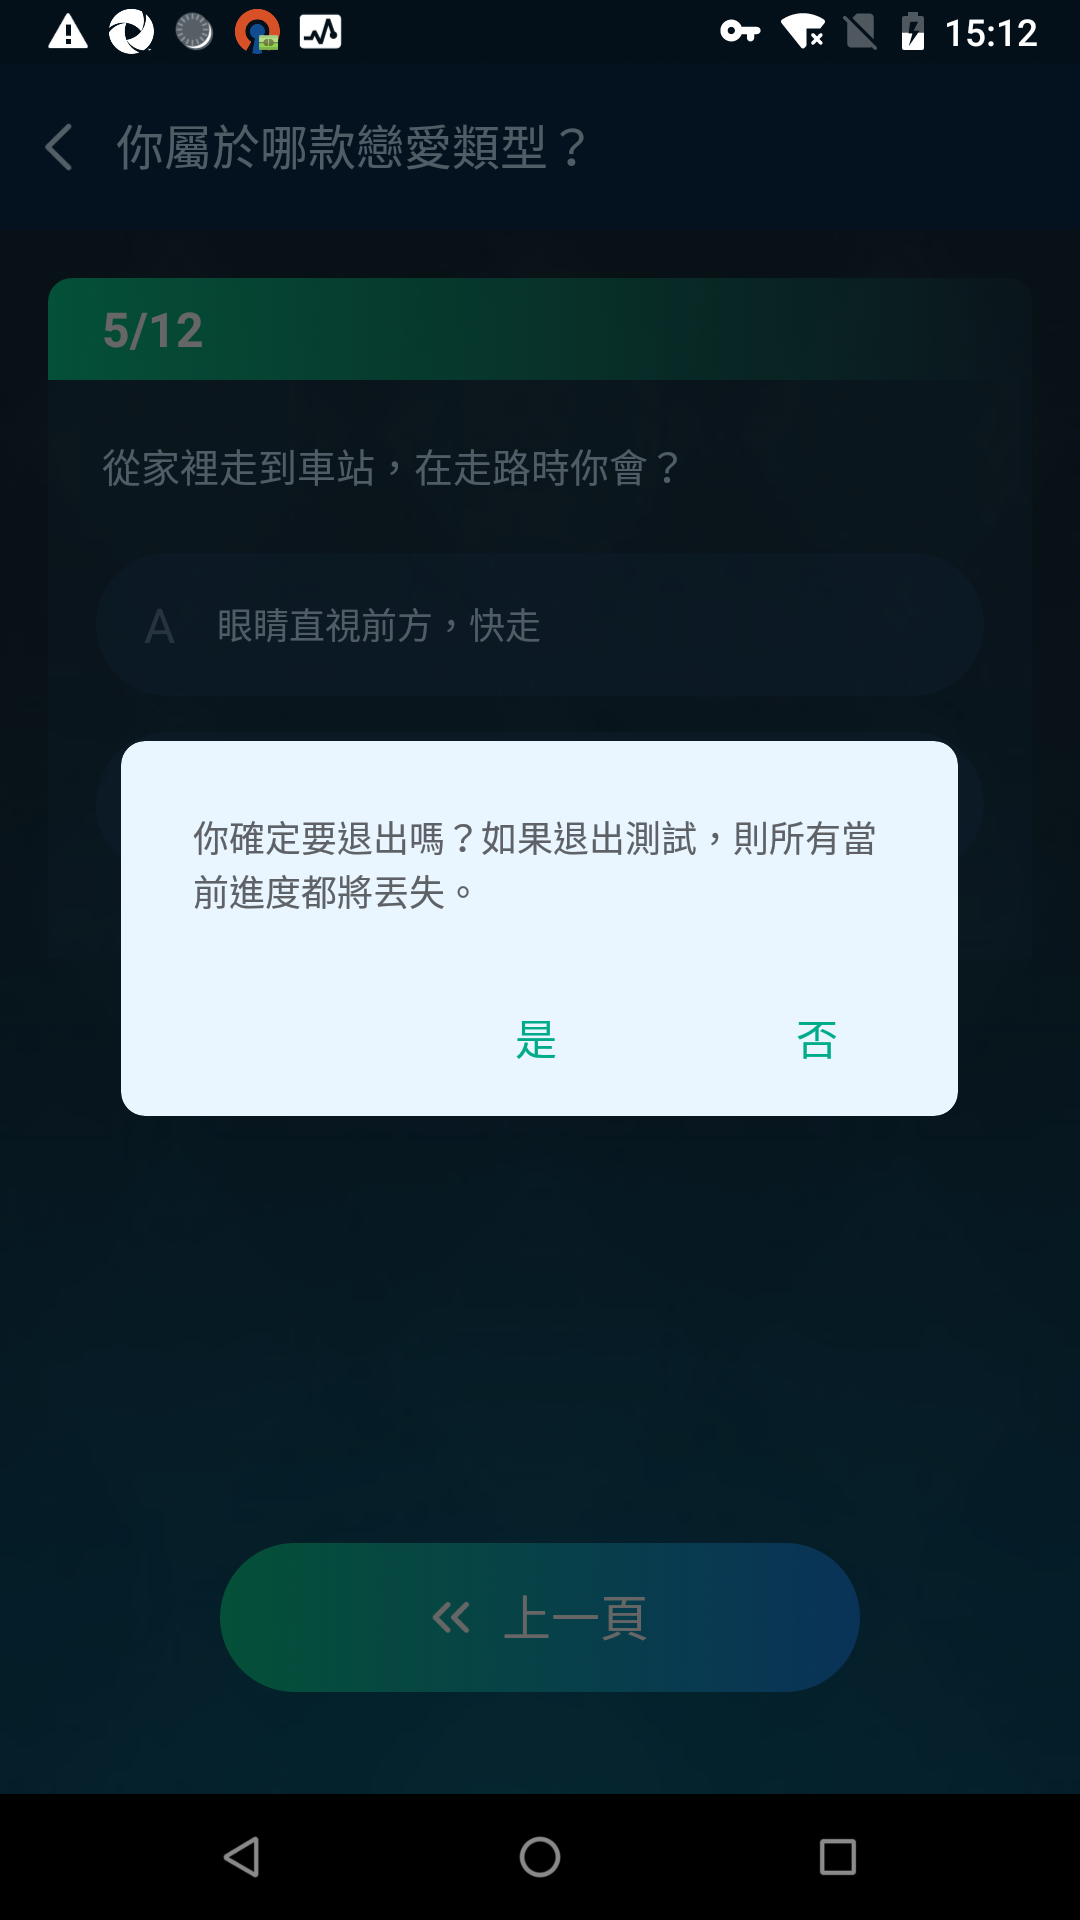 15:12
你屬於哪款戀愛類型？
5/12
從家裡走到車站，在走路時你會？
A 眼睛直視前方，快走
你確定要退出嗎？如果退出測試，則所有當
前進度都將丟失。
是 否
上一頁